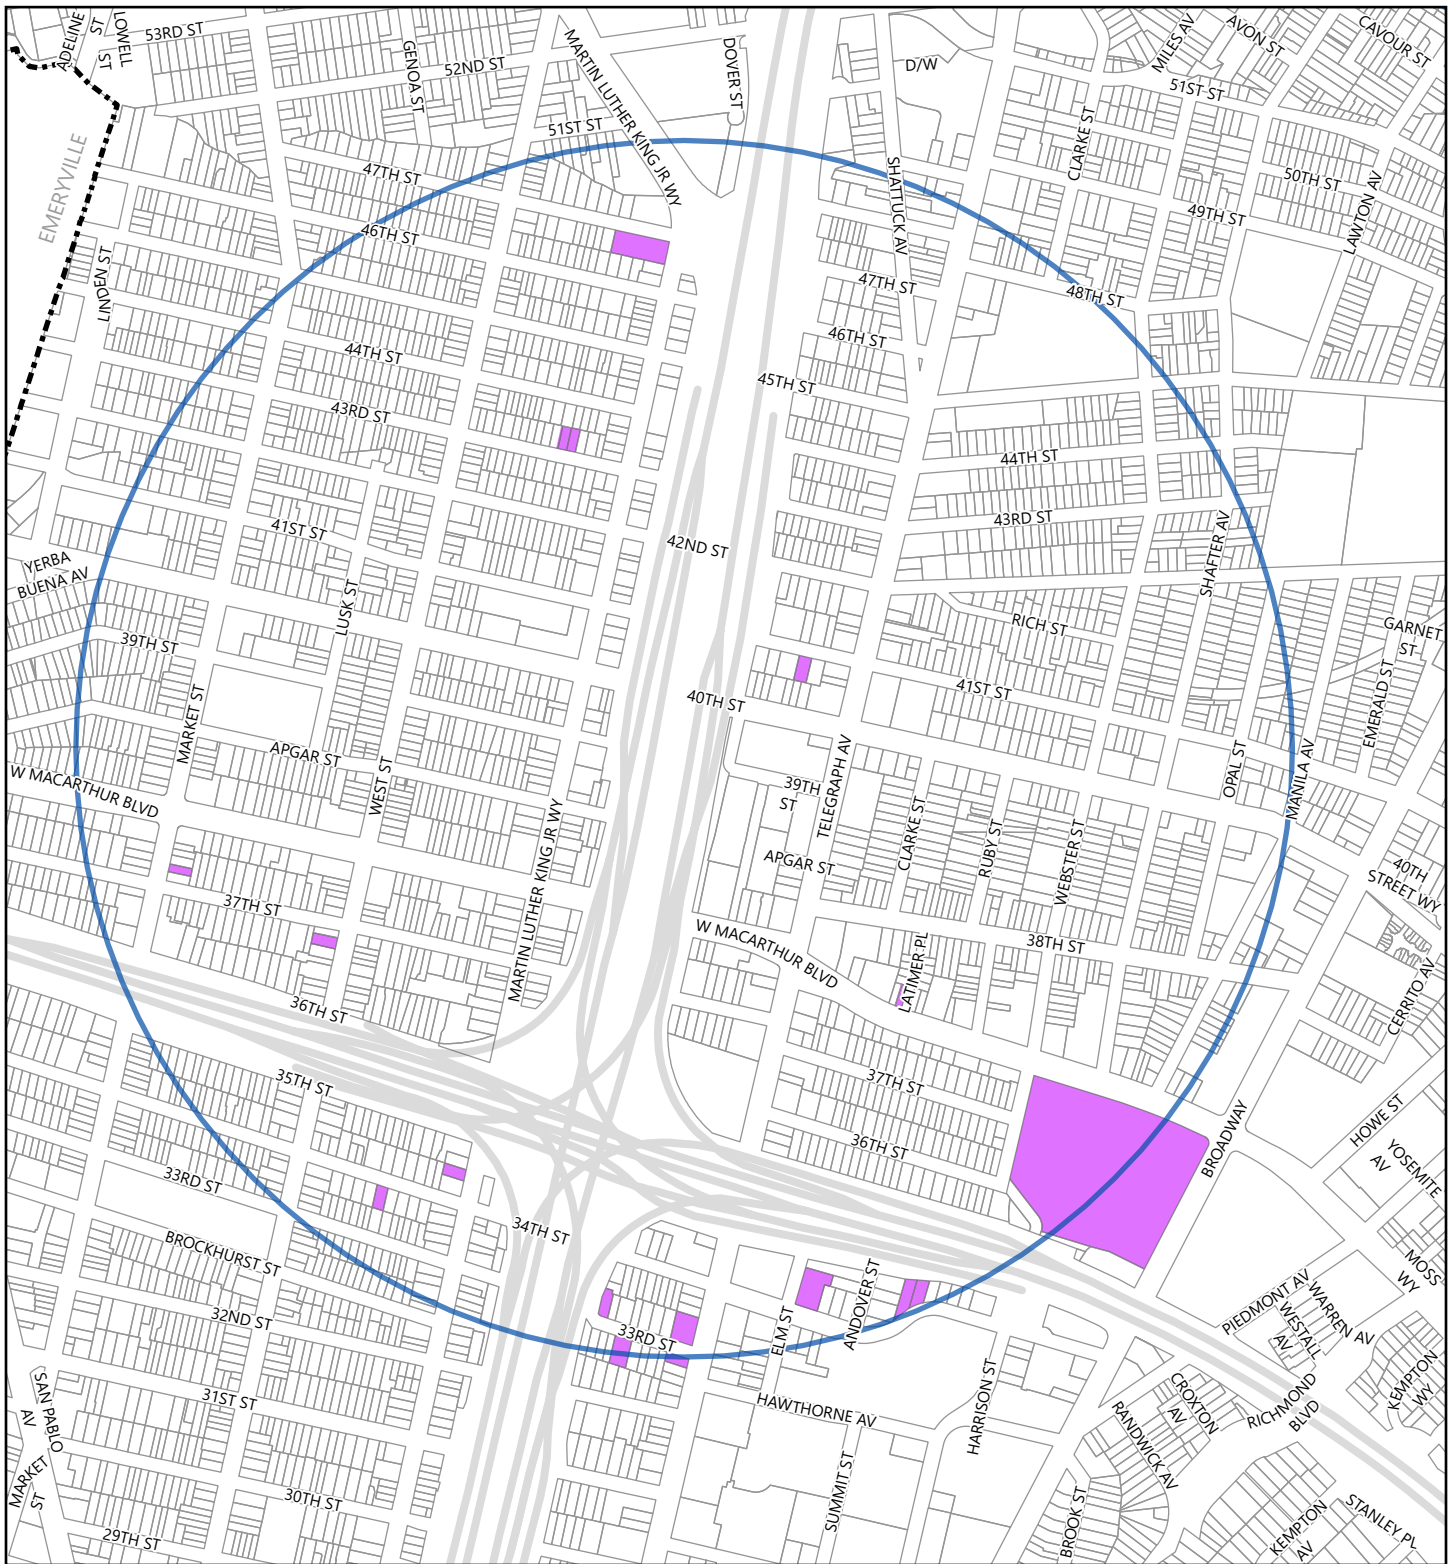 ADELINE
ST
LOWELL
ST
53RD ST
GENOA ST
52ND ST
MARTIN LUTHER KING JR WY
DOVER ST
D/W
MILES AV
AVON ST
CAVOUR ST
51ST ST
CLARKE ST
51ST ST
EMERYVILLE
47TH ST
SHATTUCK AV
50TH ST
49TH ST
LAWTON AV
46TH ST
LINDEN ST
47TH ST
48TH ST
46TH ST
44TH ST
45TH ST
43RD ST
44TH ST
41ST ST
43RD ST
42ND ST
SHAFTER AV
YERBA
BUENA AV
LUSK ST
RICH ST
GARNET
ST
39TH ST
41ST ST
40TH ST
EMERALD ST
MARKET ST
APGAR ST
WEST ST
TELEGRAPH AV
OPAL ST
MANILA AV
W MACARTHUR BLVD
39TH
ST
CLARKE ST
RUBY ST
WEBSTER ST
MARTIN LUTHER KING JR WY
APGAR ST
40TH
STREET WY
37TH ST
W MACARTHUR BLVD
LATIMER PL
38TH ST
CERRITO AV
36TH ST
35TH ST
37TH ST
36TH ST
BROADWAY
HOWE ST
YOSEMITE
AV
33RD ST
34TH ST
BROCKHURST ST
MOSS
WY
ANDOVER ST
PIEDMONT AV
WARREN AV
WESTALL
AV
32ND ST
33RD ST
ELM ST
KEMPTON
WY
SAN PABLO
AV
31ST ST
HAWTHORNE AV
HARRISON ST
CROXTON
AV
RICHMOND
BLVD
RANDWICK AV
MARKET
ST
30TH ST
SUMMIT ST
BROOK ST
KEMPTON
AV
STANLEY PL
29TH ST